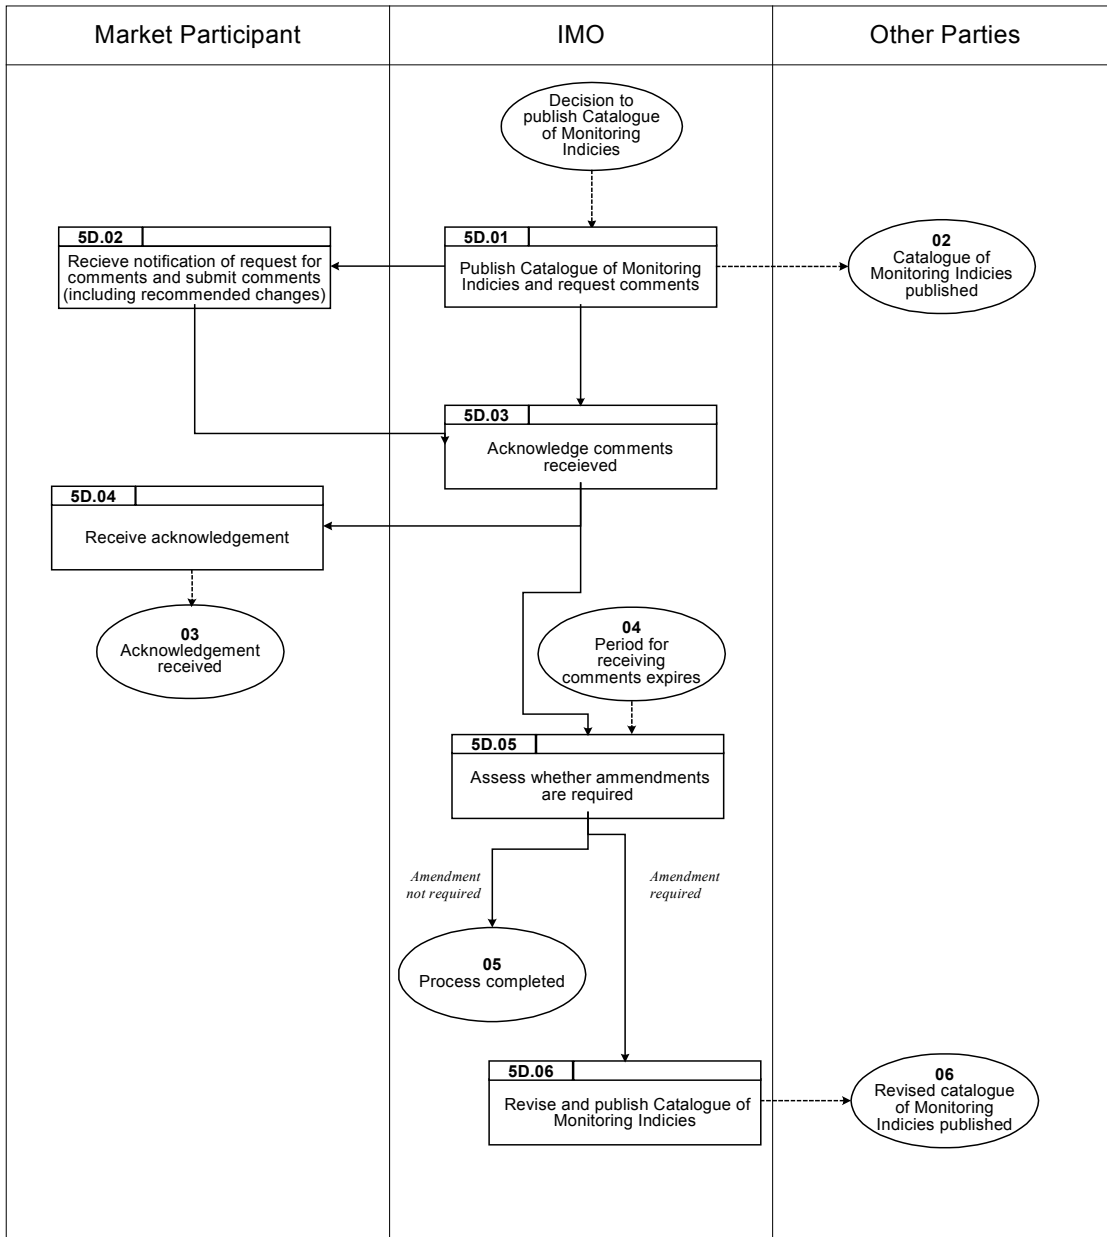 Market Participant
IMO
Other Parties
Decision to
publish Catalogue
of Monitoring
Indicies
5D.02
Recieve notification of request for
comments and submit comments
(including recommended changes)
5D.01
Publish Catalogue of Monitoring
Indicies and request comments
02
Catalogue of
Monitoring Indicies
published
5D.03
Acknowledge comments
receieved
5D.04
Receive acknowledgement
03
Acknowledgement
received
04
Period for
receiving
comments expires
5D.05
Assess whether ammendments
are required
Amendment
not required
Amendment
required
05
Process completed
5D.06
Revise and publish Catalogue of
Monitoring Indicies
06
Revised catalogue
of Monitoring
Indicies published